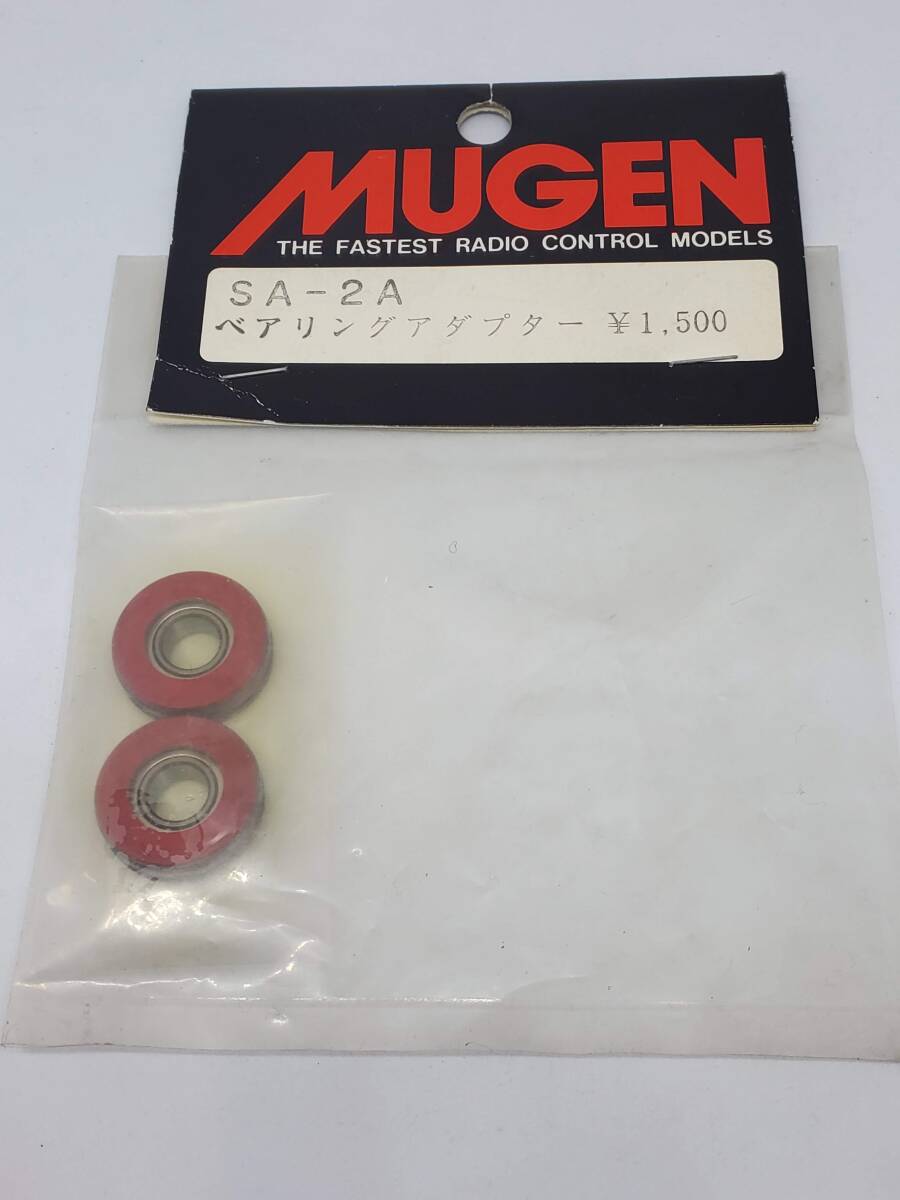 MUGEN
THE FASTEST RADIO CONTROL MODELS
SA-2A
ベアリングアダプター ¥1,500